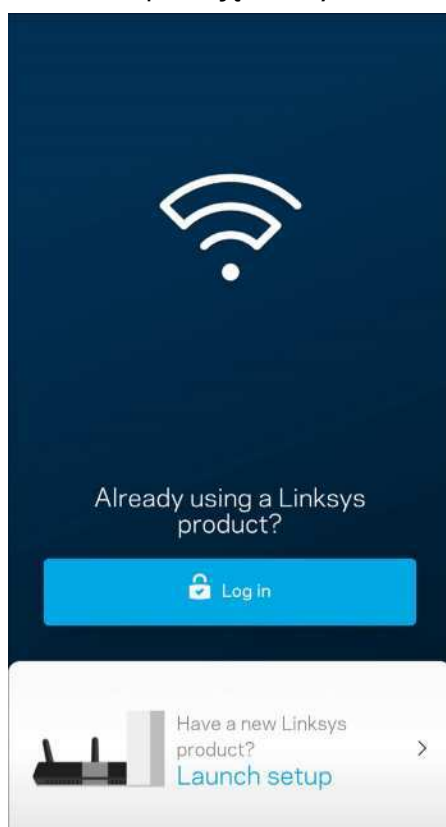 Already using a Linksys
product?
Log in
Have a new Linksys
product?
Launch setup